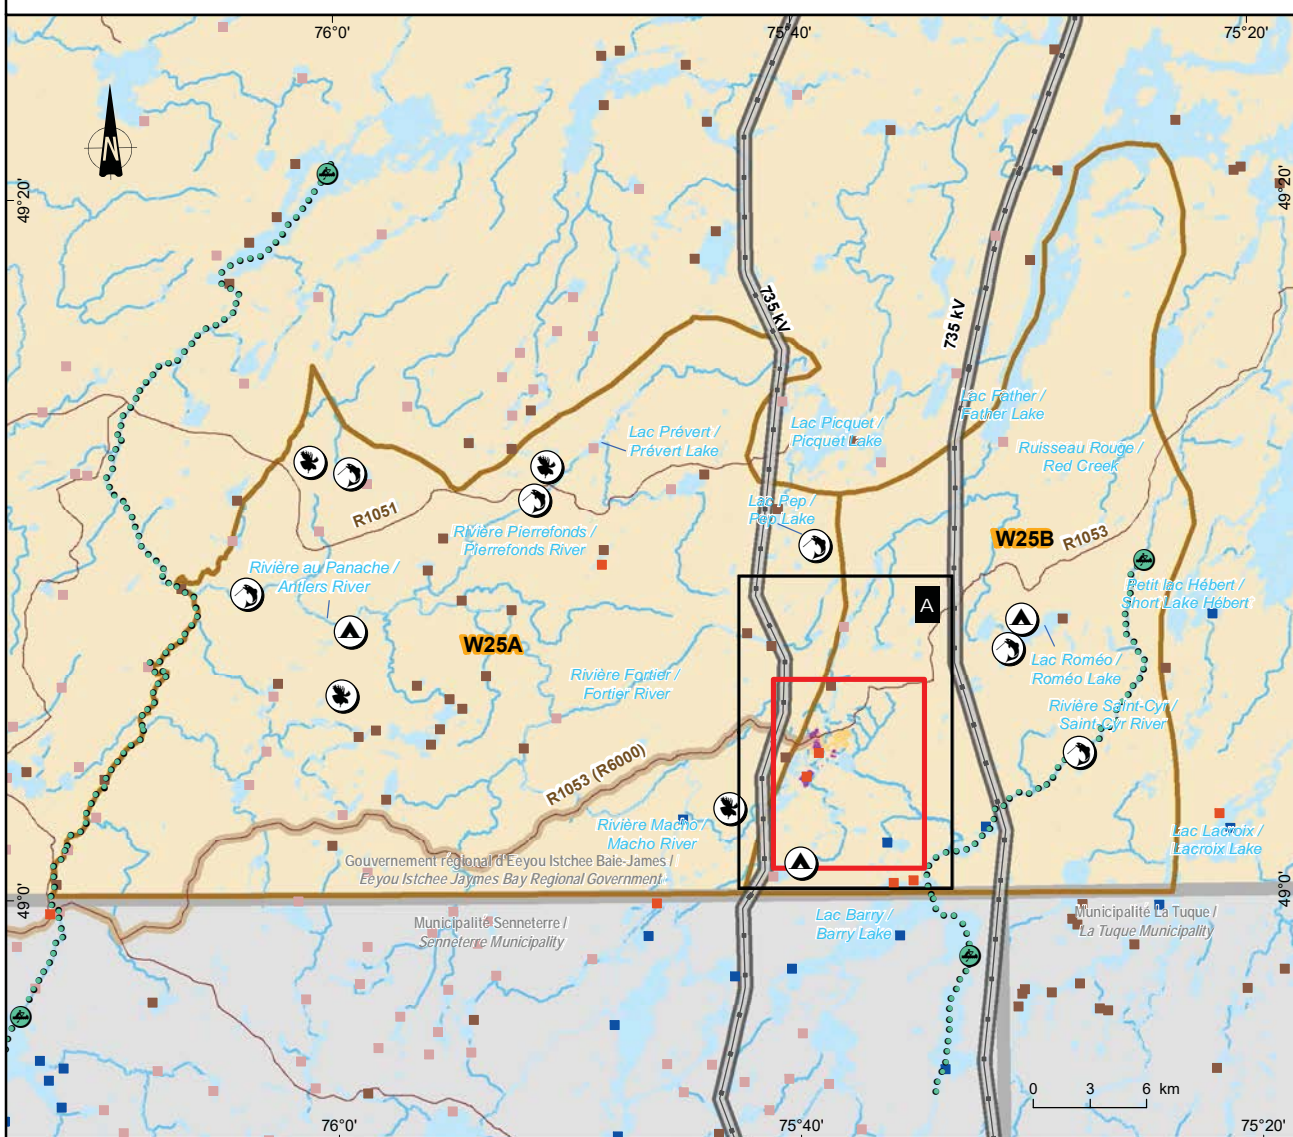 76°0'
75°40'
75°20'
N
49°20'
49°20'
735 kV
735 kV
Lac Father /
Father Lake
Lac Prévert /
Prévert Lake
Lac Picquet /
Picquet Lake
Ruisseau Rouge /
Red Creek
R1051
Lac Pep /
Pep Lake
Rivière Pierrefonds /
Pierrefonds River
W25B
R1053
Rivière au Panache /
Antlers River
Petit lac Hébert /
Short Lake Hébert
A
W25A
Lac Roméo /
Roméo Lake
Rivière Fortier /
Fortier River
Rivière Saint-Cyr /
Saint-Cyr River
R1053 (R6000)
Rivière Macho /
Macho River
Lac Lacroix /
Lacroix Lake
Gouvernement régional d'Eeyou Istchee Baie-James /
Eeyou Istchee Jaymes Bay Regional Government
49°0'
49°0'
Municipalité Senneterre /
Senneterre Municipality
Lac Barry /
Barry Lake
Municipalité La Tuque /
La Tuque Municipality
0 3 6 km
76°0'
75°40'
75°20'